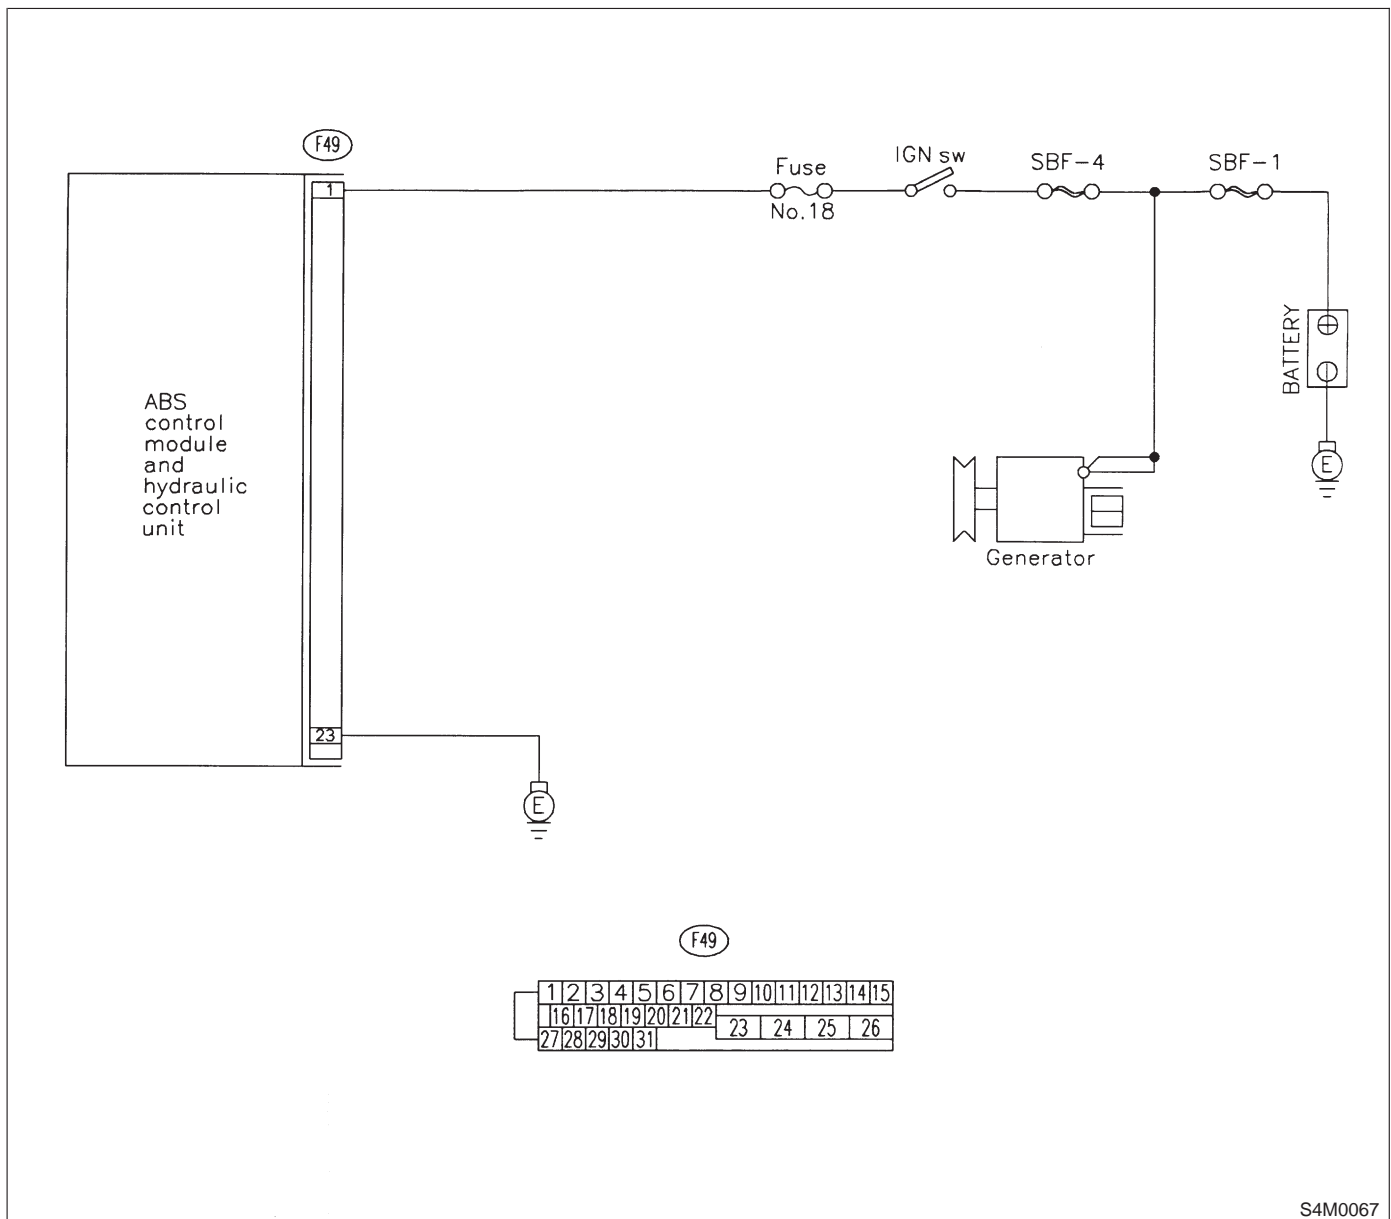 F49
IGN sw
SBF-4
SBF-1
Fuse
1
No.18
BATTERY
ABS
control
module
and
hydraulic
control
unit
E
Generator
23
E
F49
1 2 3 4 5 6 7 8 9 10 11 12 13 14 15
16 17 18 19 20 21 22
23 24 25 26
27 28 29 30 31
S4M0067